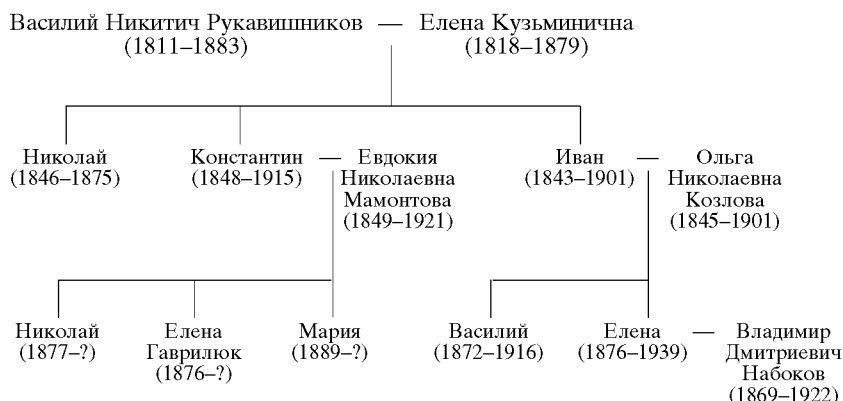 Василий Никитич Рукавишников — Елена Кузьминична
(1811–1883) (1818–1879)
Николай Константин — Евдокия Иван — Ольга
(1846–1875) (1848–1915) Николаевна (1843–1901) Николаевна
Мамонтова Козлова
(1849–1921) (1845–1901)
Николай Елена Мария Василий Елена — Владимир
(1877–?) Гаврилюк (1889–?) (1872–1916) (1876–1939) Дмитриевич
(1876–?) Набоков
(1869–1922)